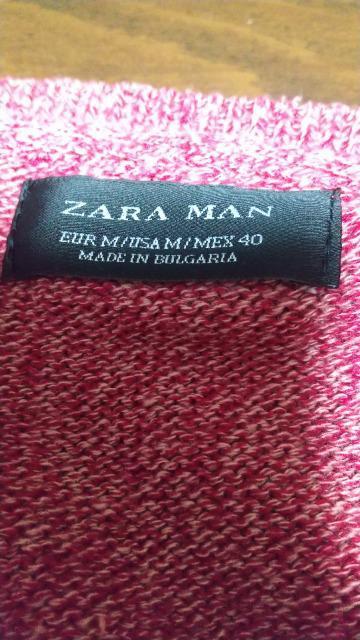 ZARA MAN
EUR M/USA M/MEX 40
MADE IN BULGARIA